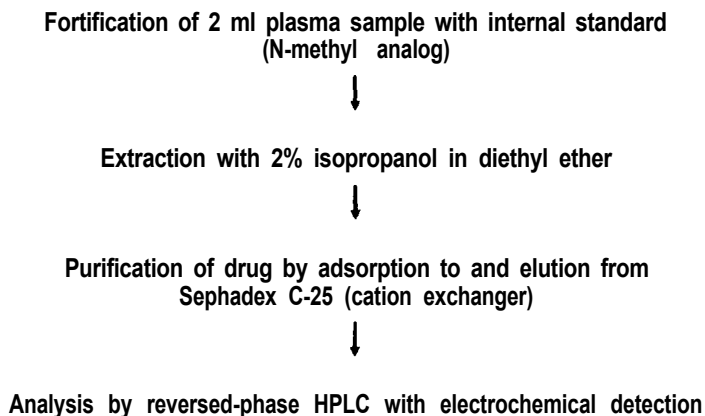 Fortification of 2 ml plasma sample with internal standard
(N-methyl analog)
Extraction with 2% isopropanol in diethyl ether
Purification of drug by adsorption to and elution from
Sephadex C-25 (cation exchanger)
Analysis by reversed-phase HPLC with electrochemical detection